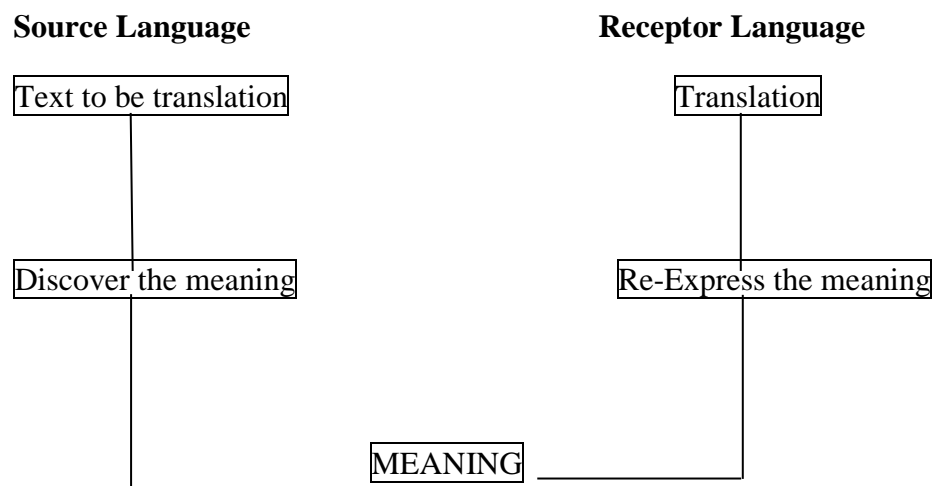 Source Language Receptor Language
Text to be translation Translation
Discover the meaning Re-Express the meaning
MEANING